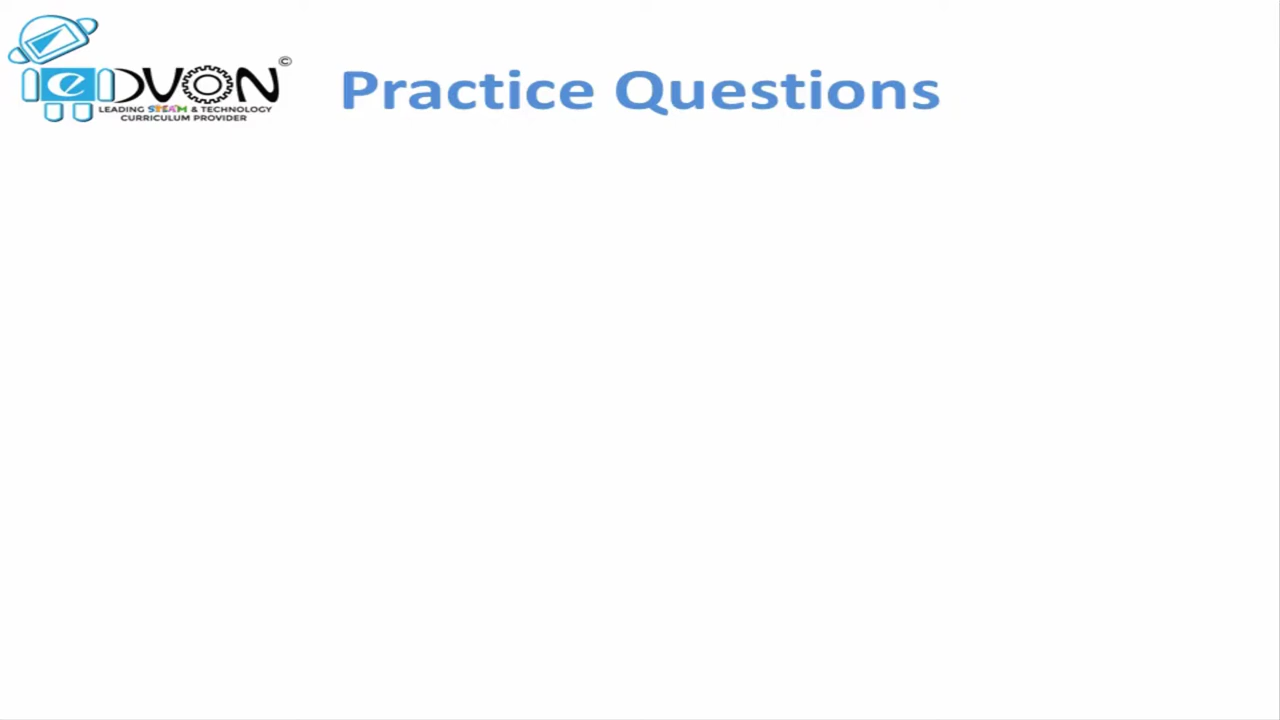 ©
eDVON
LEADING STEAM & TECHNOLOGY
CURRICULUM PROVIDER
Practice Questions